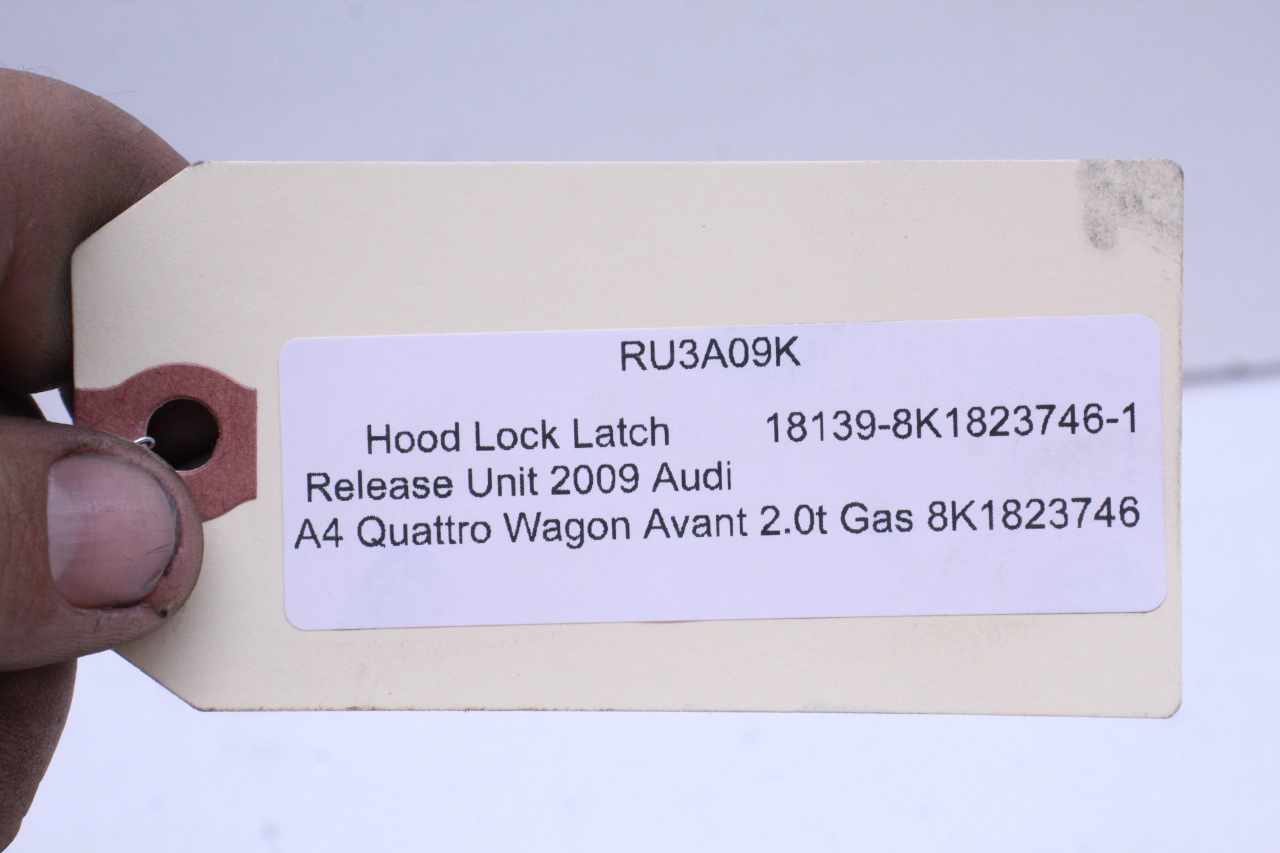 RU3A09K
Hood Lock Latch 18139-8K1823746-1
Release Unit 2009 Audi
A4 Quattro Wagon Avant 2.0t Gas 8K1823746